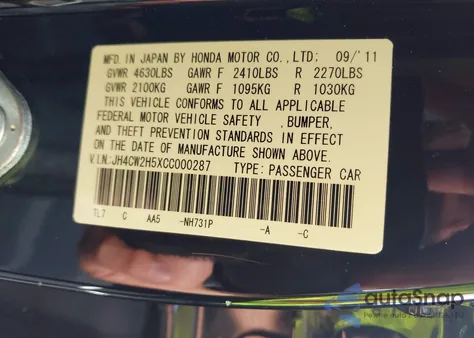 MFD. IN JAPAN BY HONDA MOTOR CO.,LTD: 09/'11
GVWR 4630LBS GAWR F 2410LBS R 2270LBS
GVWR 2100KG GAWR F 1095KG R 1030KG
THIS VEHICLE CONFORMS TO ALL APPLICABLE
FEDERAL MOTOR VEHICLE SAFETY , BUMPER,
AND THEFT PREVENTION STANDARDS IN EFFECT
ON THE DATE OF MANUFACTURE SHOWN ABOVE.
V.I.N: JH4CW2H5XCC000287 TYPE: PASSENGER CAR
TL7 C AA5 -NH731P -A -C
autoSnap